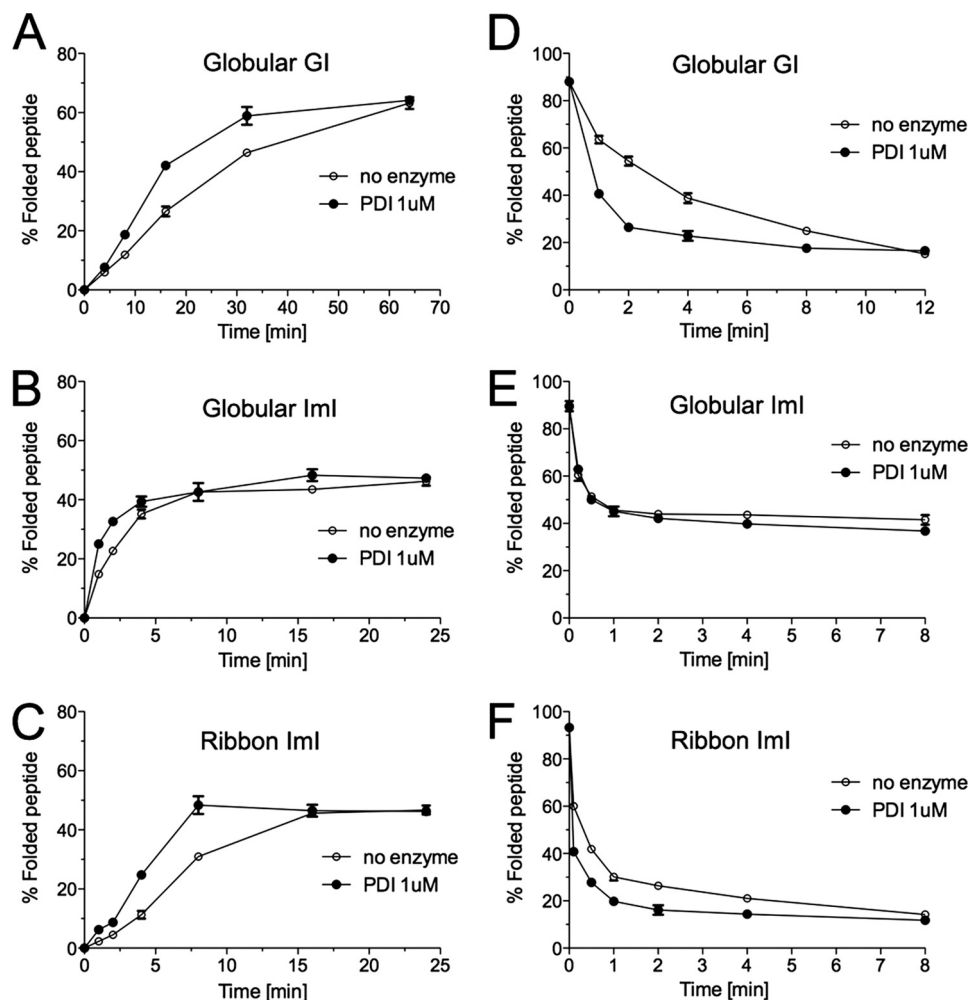 A
Globular GI
80
60
40
20
0
% Folded peptide
no enzyme
PDI 1uM
0 10 20 30 40 50 60 70
Time [min]
D
Globular GI
100
80
60
40
20
0
% Folded peptide
no enzyme
PDI 1uM
0 2 4 6 8 10 12
Time [min]
B
Globular ImI
80
60
40
20
0
% Folded peptide
no enzyme
PDI 1uM
0 5 10 15 20 25
Time [min]
E
Globular ImI
100
80
60
40
20
0
% Folded peptide
no enzyme
PDI 1uM
0 1 2 3 4 5 6 7 8
Time [min]
C
Ribbon ImI
80
60
40
20
0
% Folded peptide
no enzyme
PDI 1uM
0 5 10 15 20 25
Time [min]
F
Ribbon ImI
100
80
60
40
20
0
% Folded peptide
no enzyme
PDI 1uM
0 1 2 3 4 5 6 7 8
Time [min]